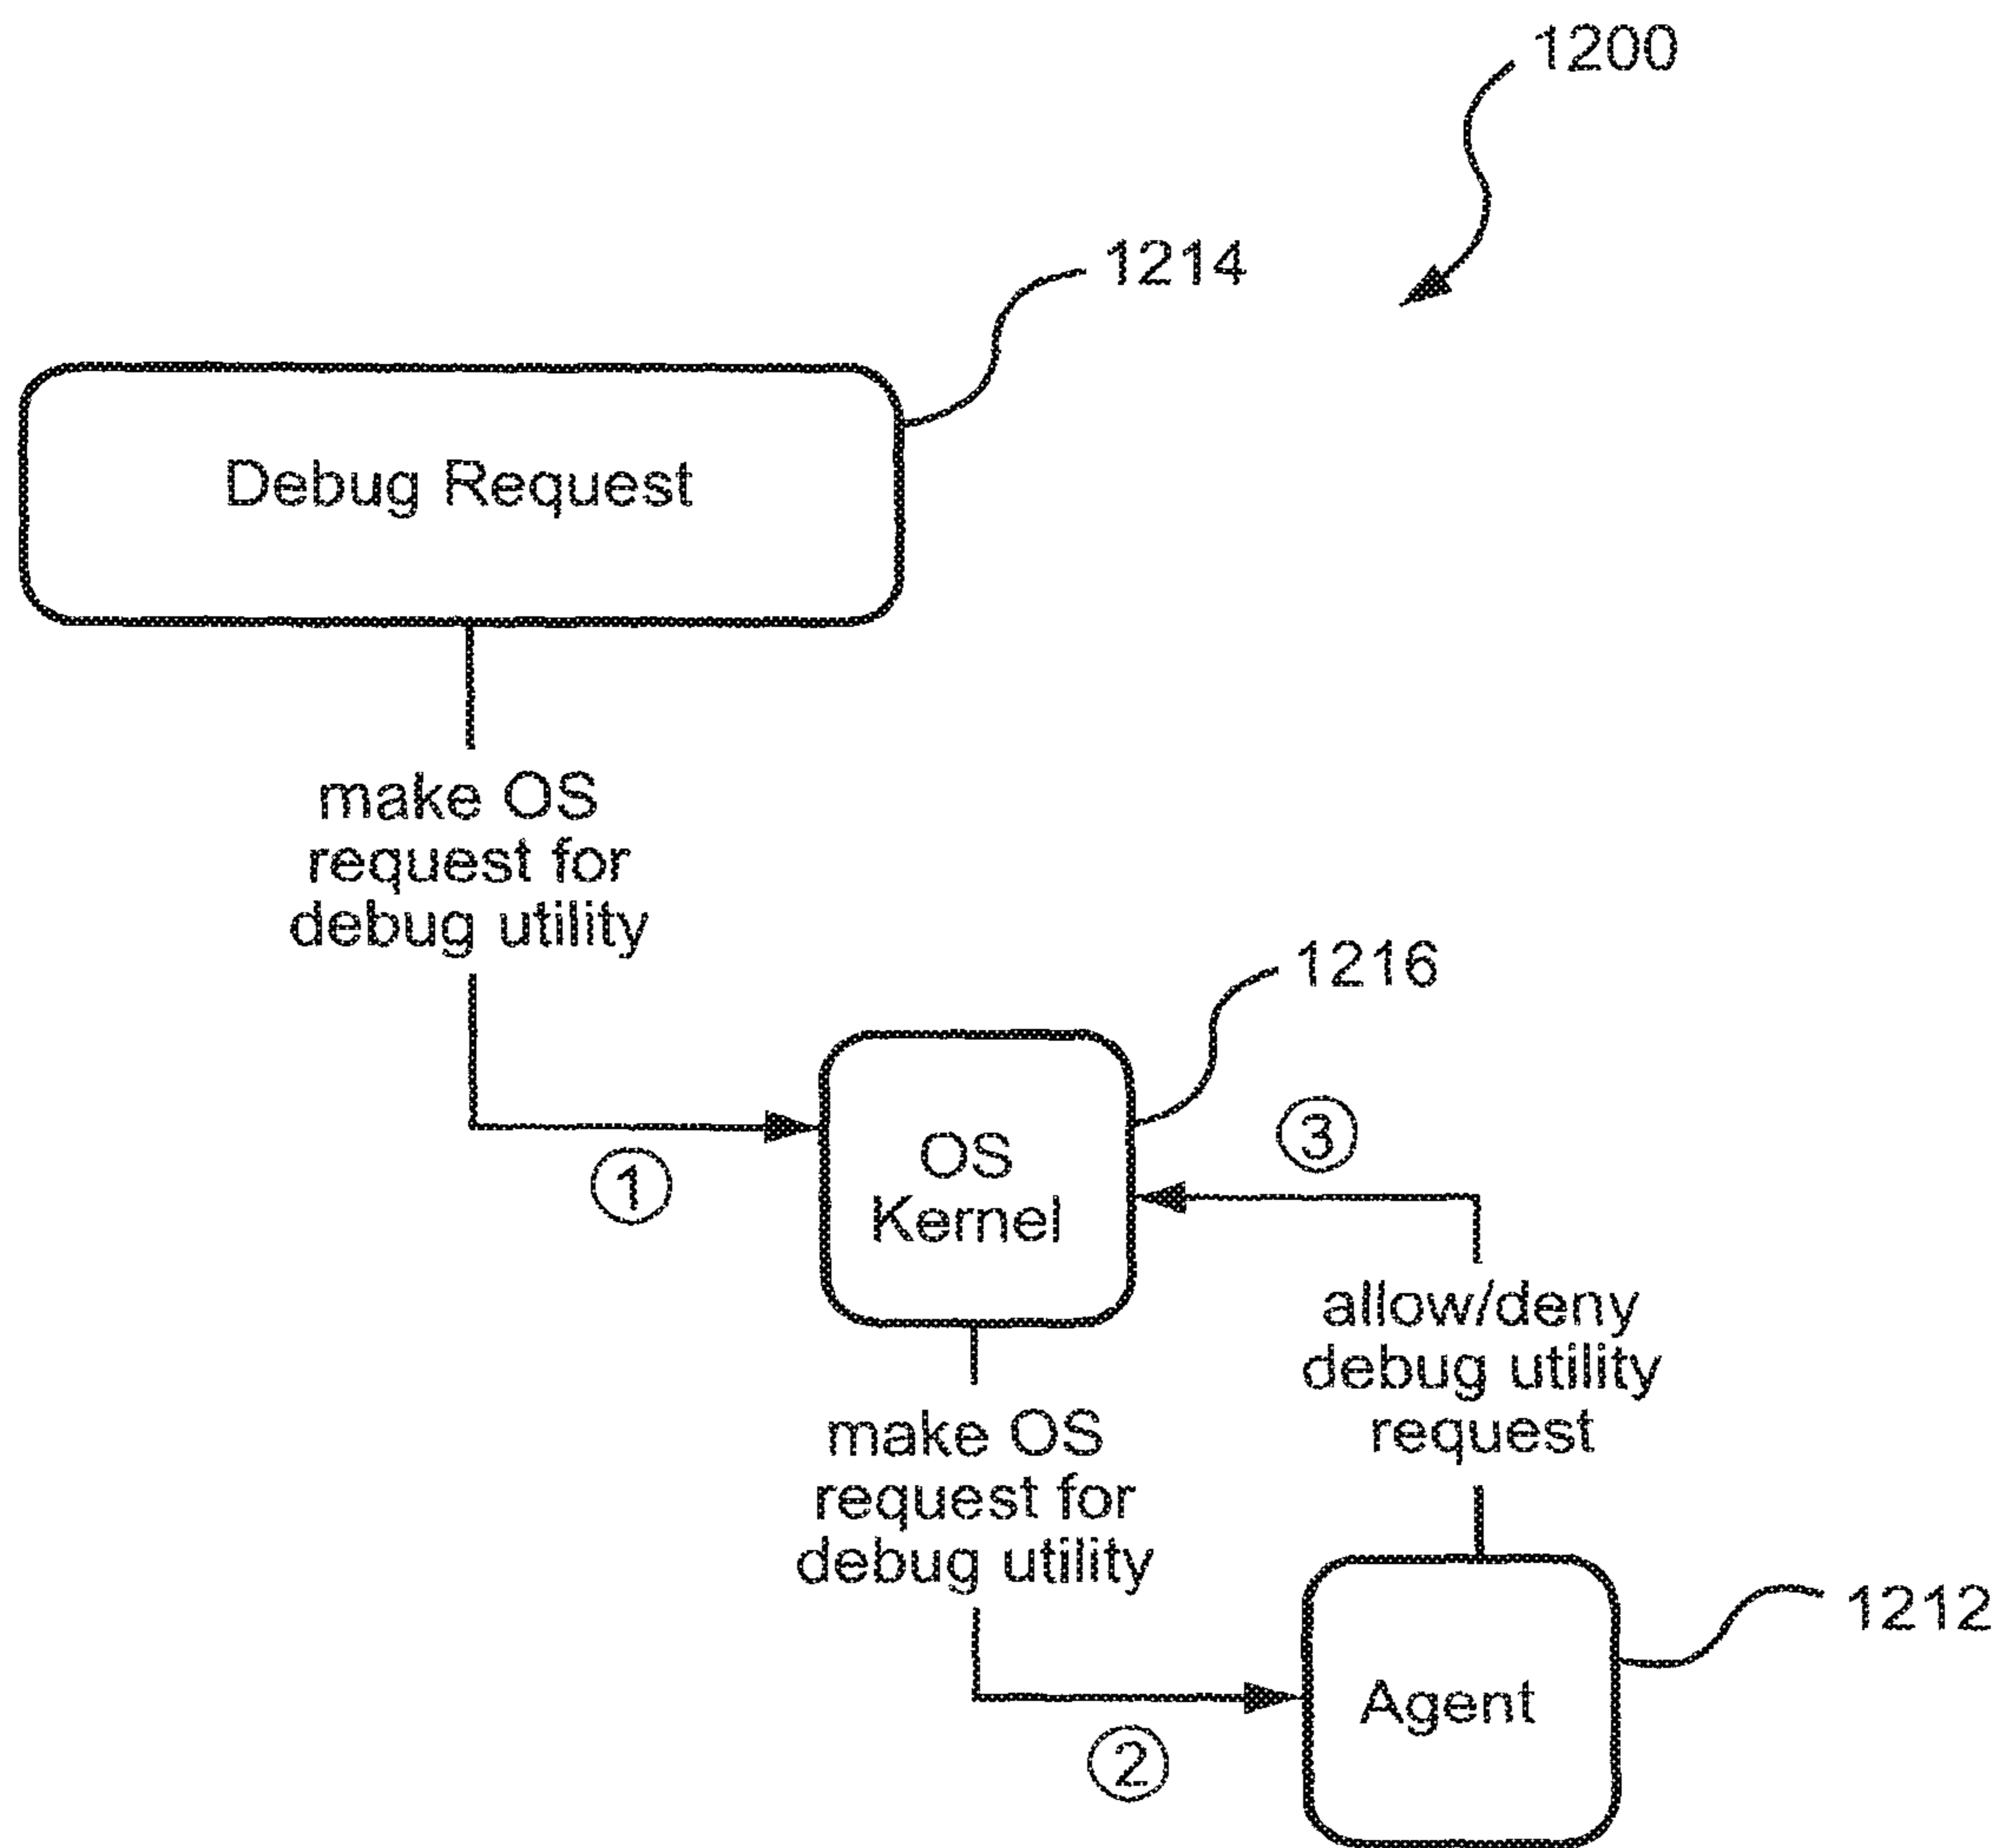 1200
1214
Debug Request
make OS
request for
debug utility
1216
①
OS
Kernel
③
allow/deny
debug utility
request
make OS
request for
debug utility
②
Agent
1212